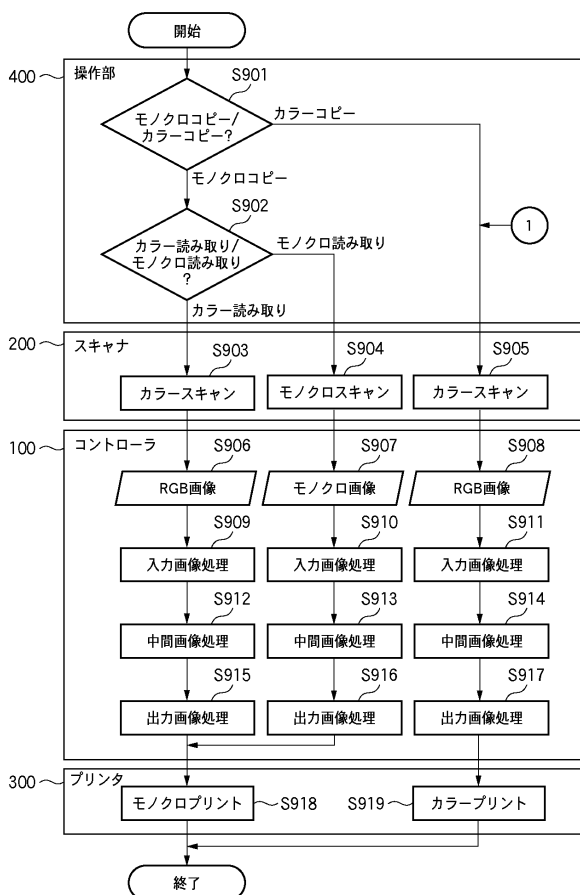 開始
400
操作部
S901
モノクロコピー/
カラーコピー?
カラーコピー
モノクロコピー
S902
1
カラー読み取り/
モノクロ読み取り
?
モノクロ読み取り
カラー読み取り
200
スキャナ
S903
S904
S905
カラースキャン
モノクロスキャン
カラースキャン
100
コントローラ
S906
S907
S908
RGB画像
モノクロ画像
RGB画像
S909
S910
S911
入力画像処理
入力画像処理
入力画像処理
S912
S913
S914
中間画像処理
中間画像処理
中間画像処理
S915
S916
S917
出力画像処理
出力画像処理
出力画像処理
300
プリンタ
モノクロプリント
S918
S919
カラープリント
終了